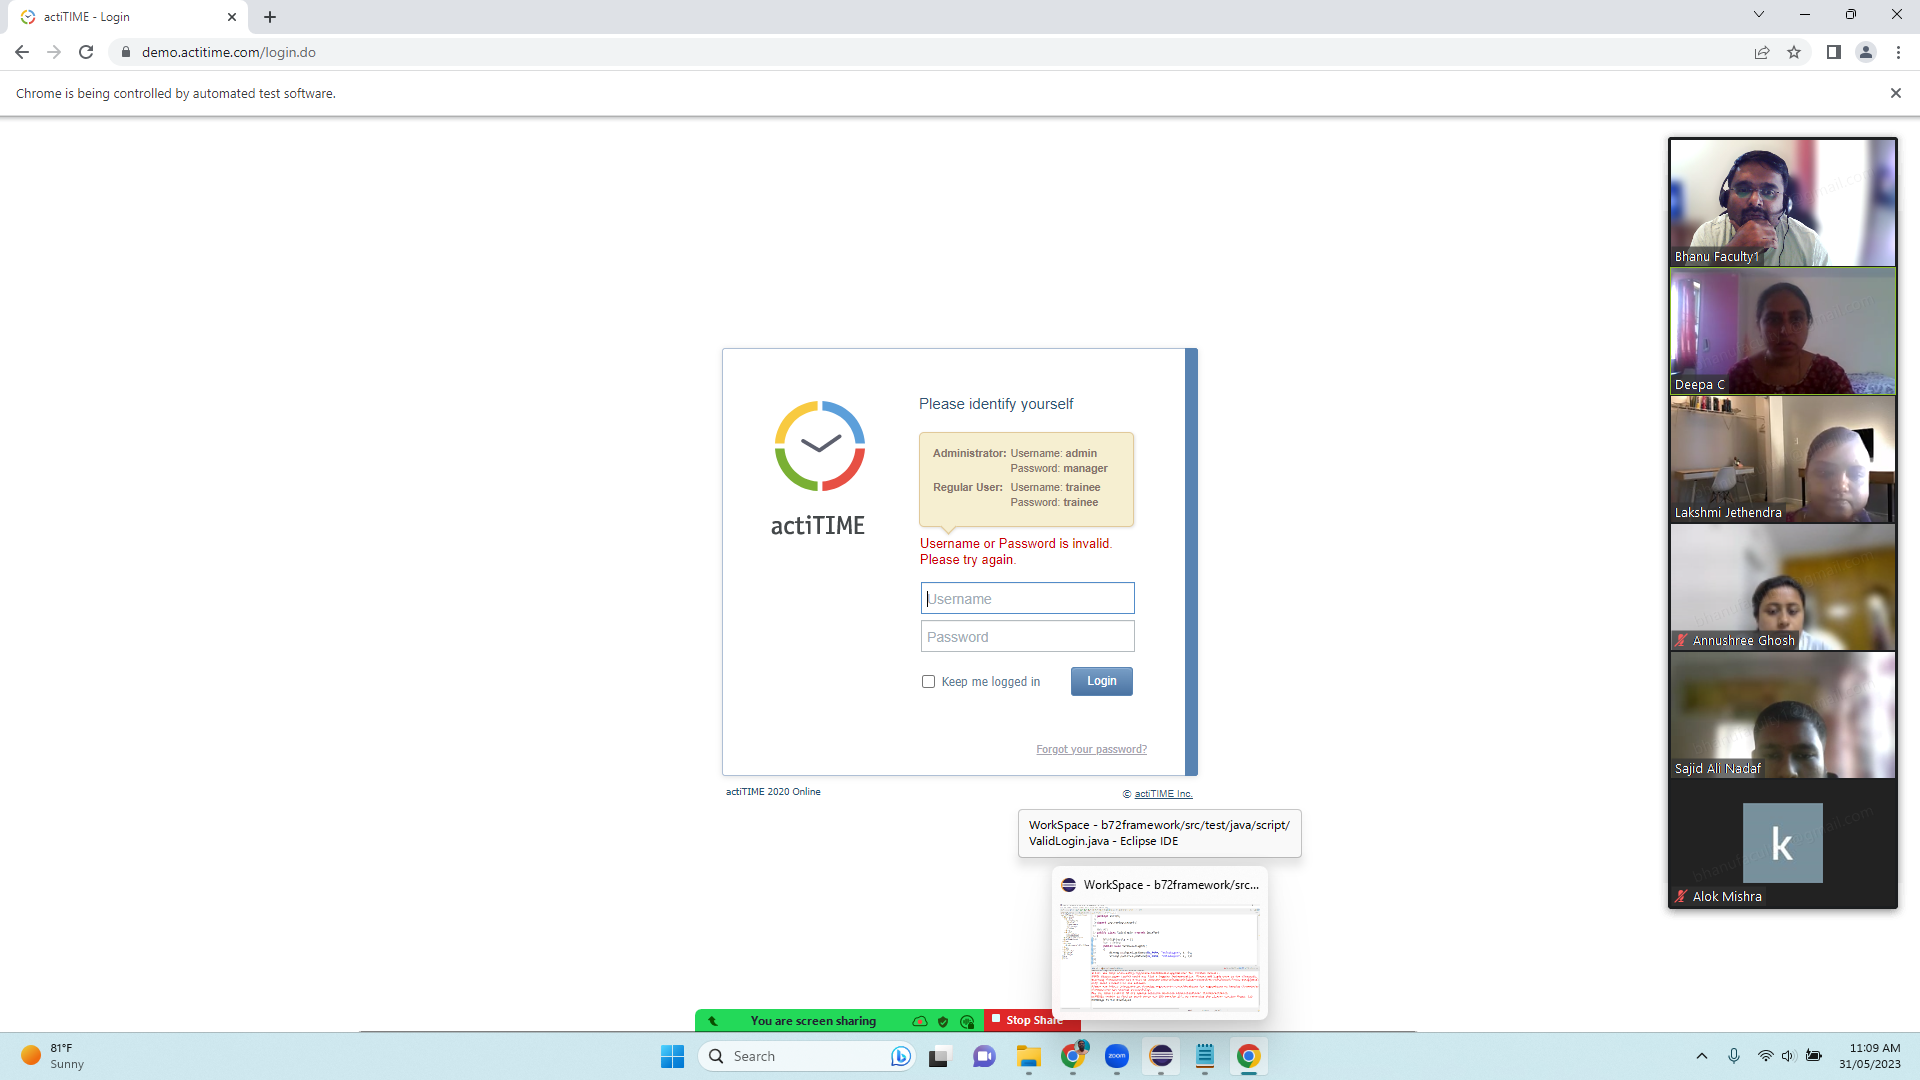 actiTIME - Login
demo.actitime.com/login.do
Chrome is being controlled by automated test software.
Bhanu Faculty1
Deepa C
Lakshmi Jethendra
Annushree Ghosh
Sajid Ali Nadaf
k
Alok Mishra
Please identify yourself
Administrator: Username: admin
Password: manager
Regular User: Username: trainee
Password: trainee
actiTIME
Username or Password is invalid.
Please try again.
Username
Password
Keep me logged in
Login
Forgot your password?
actiTIME 2020 Online
© actiTIME Inc.
WorkSpace - b72framework/src/test/java/script/
ValidLogin.java - Eclipse IDE
WorkSpace - b72framework/src...
You are screen sharing
Stop Share
81°F
Sunny
Search
zoom
11:09 AM
31/05/2023